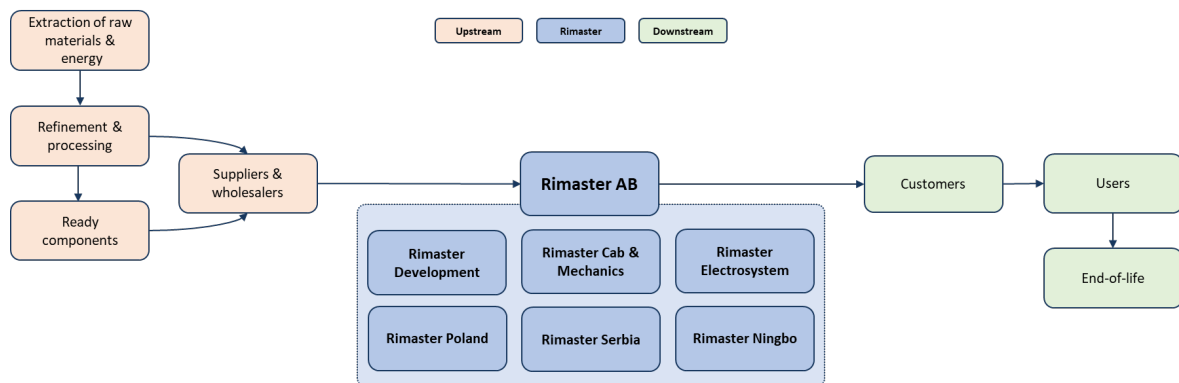 Extraction of raw
materials &
energy
Upstream
Rimaster
Downstream
Refinement &
processing
Suppliers &
wholesalers
Ready
components
Rimaster AB
Customers
Users
End-of-life
Rimaster
Development
Rimaster Cab &
Mechanics
Rimaster
Electrosystem
Rimaster Poland
Rimaster Serbia
Rimaster Ningbo